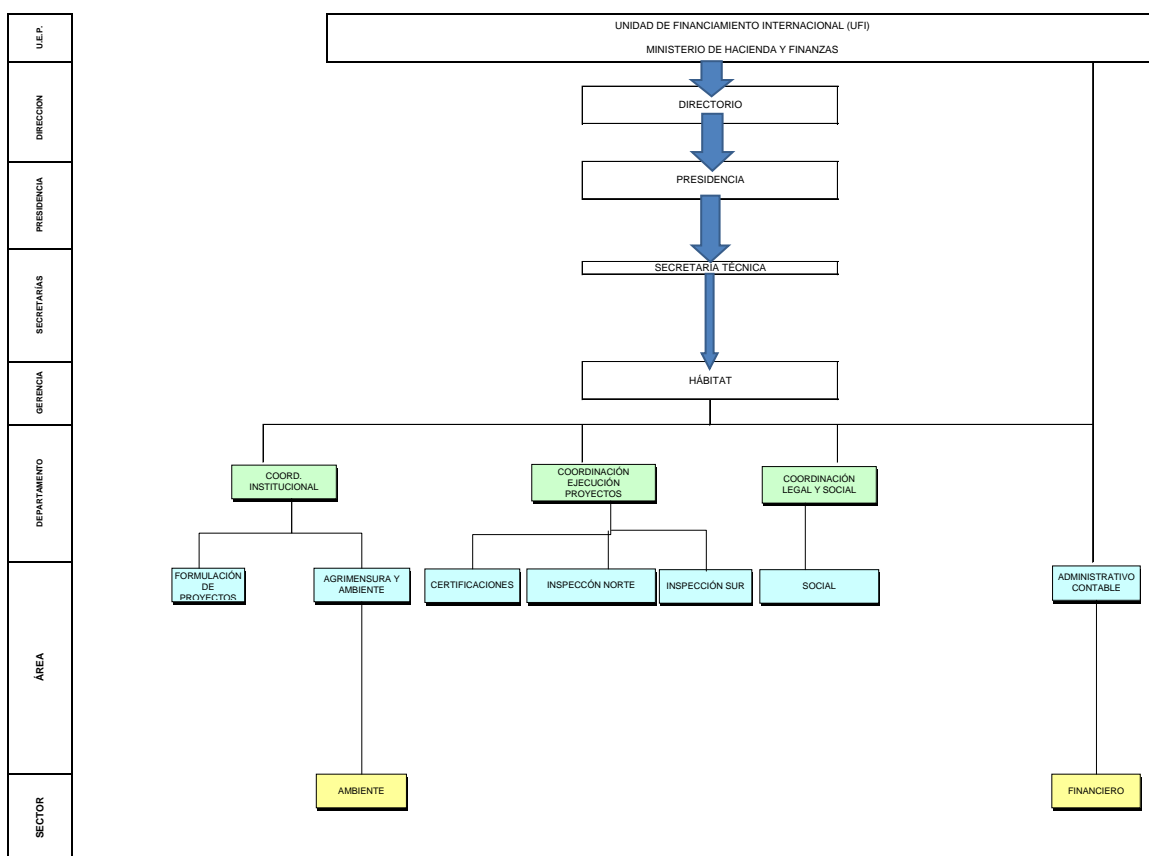 U.E.P.
UNIDAD DE FINANCIAMIENTO INTERNACIONAL (UFI)
MINISTERIO DE HACIENDA Y FINANZAS
DIRECCION
DIRECTORIO
PRESIDENCIA
PRESIDENCIA
SECRETARÍAS
SECRETARÍA TÉCNICA
GERENCIA
HÁBITAT
DEPARTAMENTO
COORD.
INSTITUCIONAL
COORDINACIÓN
EJECUCIÓN
PROYECTOS
COORDINACIÓN
LEGAL Y SOCIAL
ÁREA
FORMULACIÓN
DE
PROYECTOS
AGRIMENSURA Y
AMBIENTE
CERTIFICACIONES
INSPECCÓN NORTE
INSPECCIÓN SUR
SOCIAL
ADMINISTRATIVO
CONTABLE
SECTOR
AMBIENTE
FINANCIERO